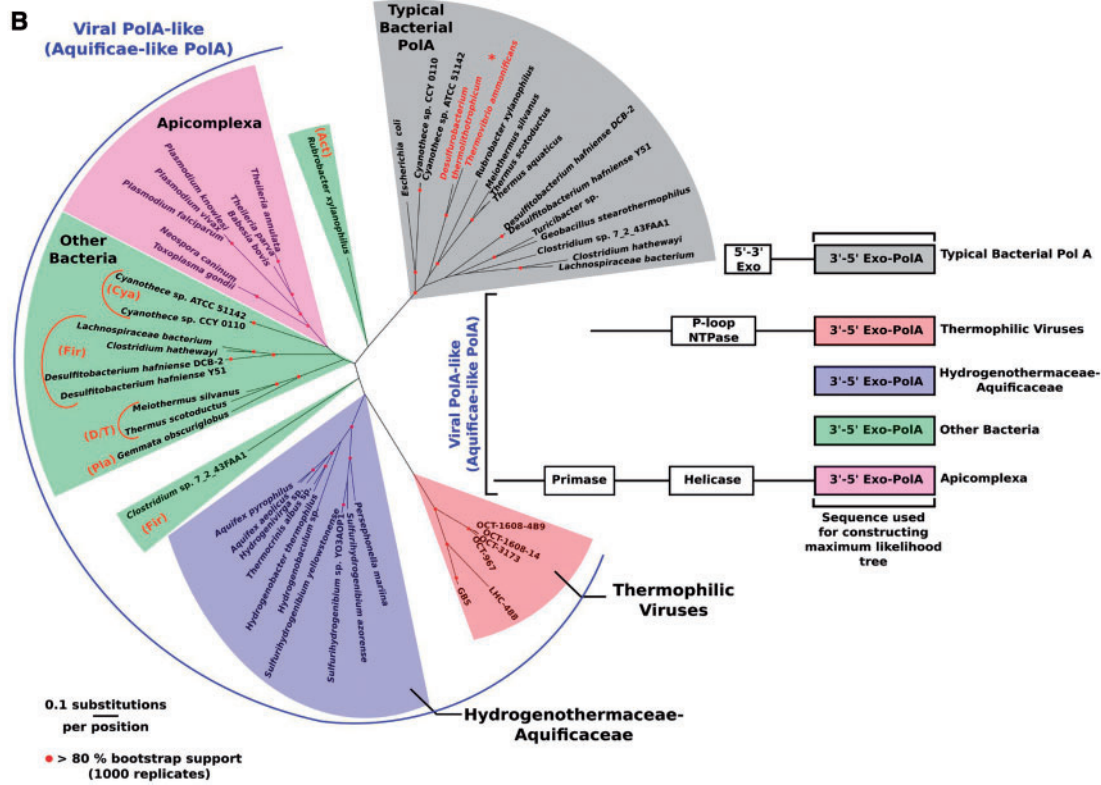 B
Viral PolA-like
(Aquificae-like PolA)
Typical
Bacterial
PolA
Escherichia coli
Cyanothece sp. CCY 0110
Cyanothece sp. ATCC 51142
Desulfurobacterium
thermolithotrophicum
*
Thermovibrio ammonificans
Rubrobacter xylanophilus
Meiothermus silvanus
Thermus scotoductus
Thermus aquaticus
Desulfitobacterium hafniense DCB-2
Desulfitobacterium hafniense Y51
Turicibacter sp.
Geobacillus stearothermophilus
Clostridium sp. 7_2_43FAA1
Clostridium hathewayi
Lachnospiraceae bacterium
(Act)
Rubrobacter xylanophilus
Apicomplexa
Theileria annulata
Theileria parva
Babesia bovis
Plasmodium knowlesi
Plasmodium vivax
Plasmodium falciparum
Neospora caninum
Toxoplasma gondii
Other
Bacteria
Cyanothece sp. ATCC 51142
(Cya)
Cyanothece sp. CCY 0110
Lachnospiraceae bacterium
Clostridium hathewayi
(Fir)
Desulfitobacterium hafniense DCB-2
Desulfitobacterium hafniense Y51
Meiothermus silvanus
(D/T)
Thermus scotoductus
(Pla)
Gemmata obscuriglobus
Clostridium sp. 7_2_43FAA1
(Fir)
Aquifex pyrophilus
Aquifex aeolicus
Hydrogenivirga sp.
Thermocrinis albus
Hydrogenobacter thermophilus
Hydrogenobaculum sp.
Sulfurihydrogenibium yellowstonense
Sulfurihydrogenibium sp. YO3AOP1
Sulfurihydrogenibium azorense
Persephonella mariina
Hydrogenothermaceae-
Aquificaceae
OCT-1608-4B9
OCT-1608-14
OCT-3173
OCT-967
LHC-488
GBS
Thermophilic
Viruses
0.1 substitutions
per position
> 80 % bootstrap support
(1000 replicates)
Viral PolA-like
(Aquificae-like PolA)
5'-3'
Exo
3'-5' Exo-PolA
Typical Bacterial Pol A
P-loop
NTPase
3'-5' Exo-PolA
Thermophilic Viruses
3'-5' Exo-PolA
Hydrogenothermaceae-
Aquificaceae
3'-5' Exo-PolA
Other Bacteria
Primase
Helicase
3'-5' Exo-PolA
Apicomplexa
Sequence used
for constructing
maximum likelihood
tree